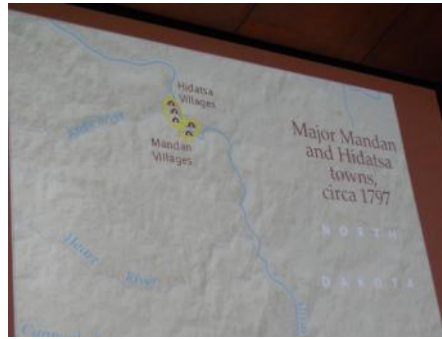 Hidatsa
Villages
Mandan
Villages
Major Mandan
and Hidatsa
towns,
circa 1797
NORTH
DAKOTA
Heart River